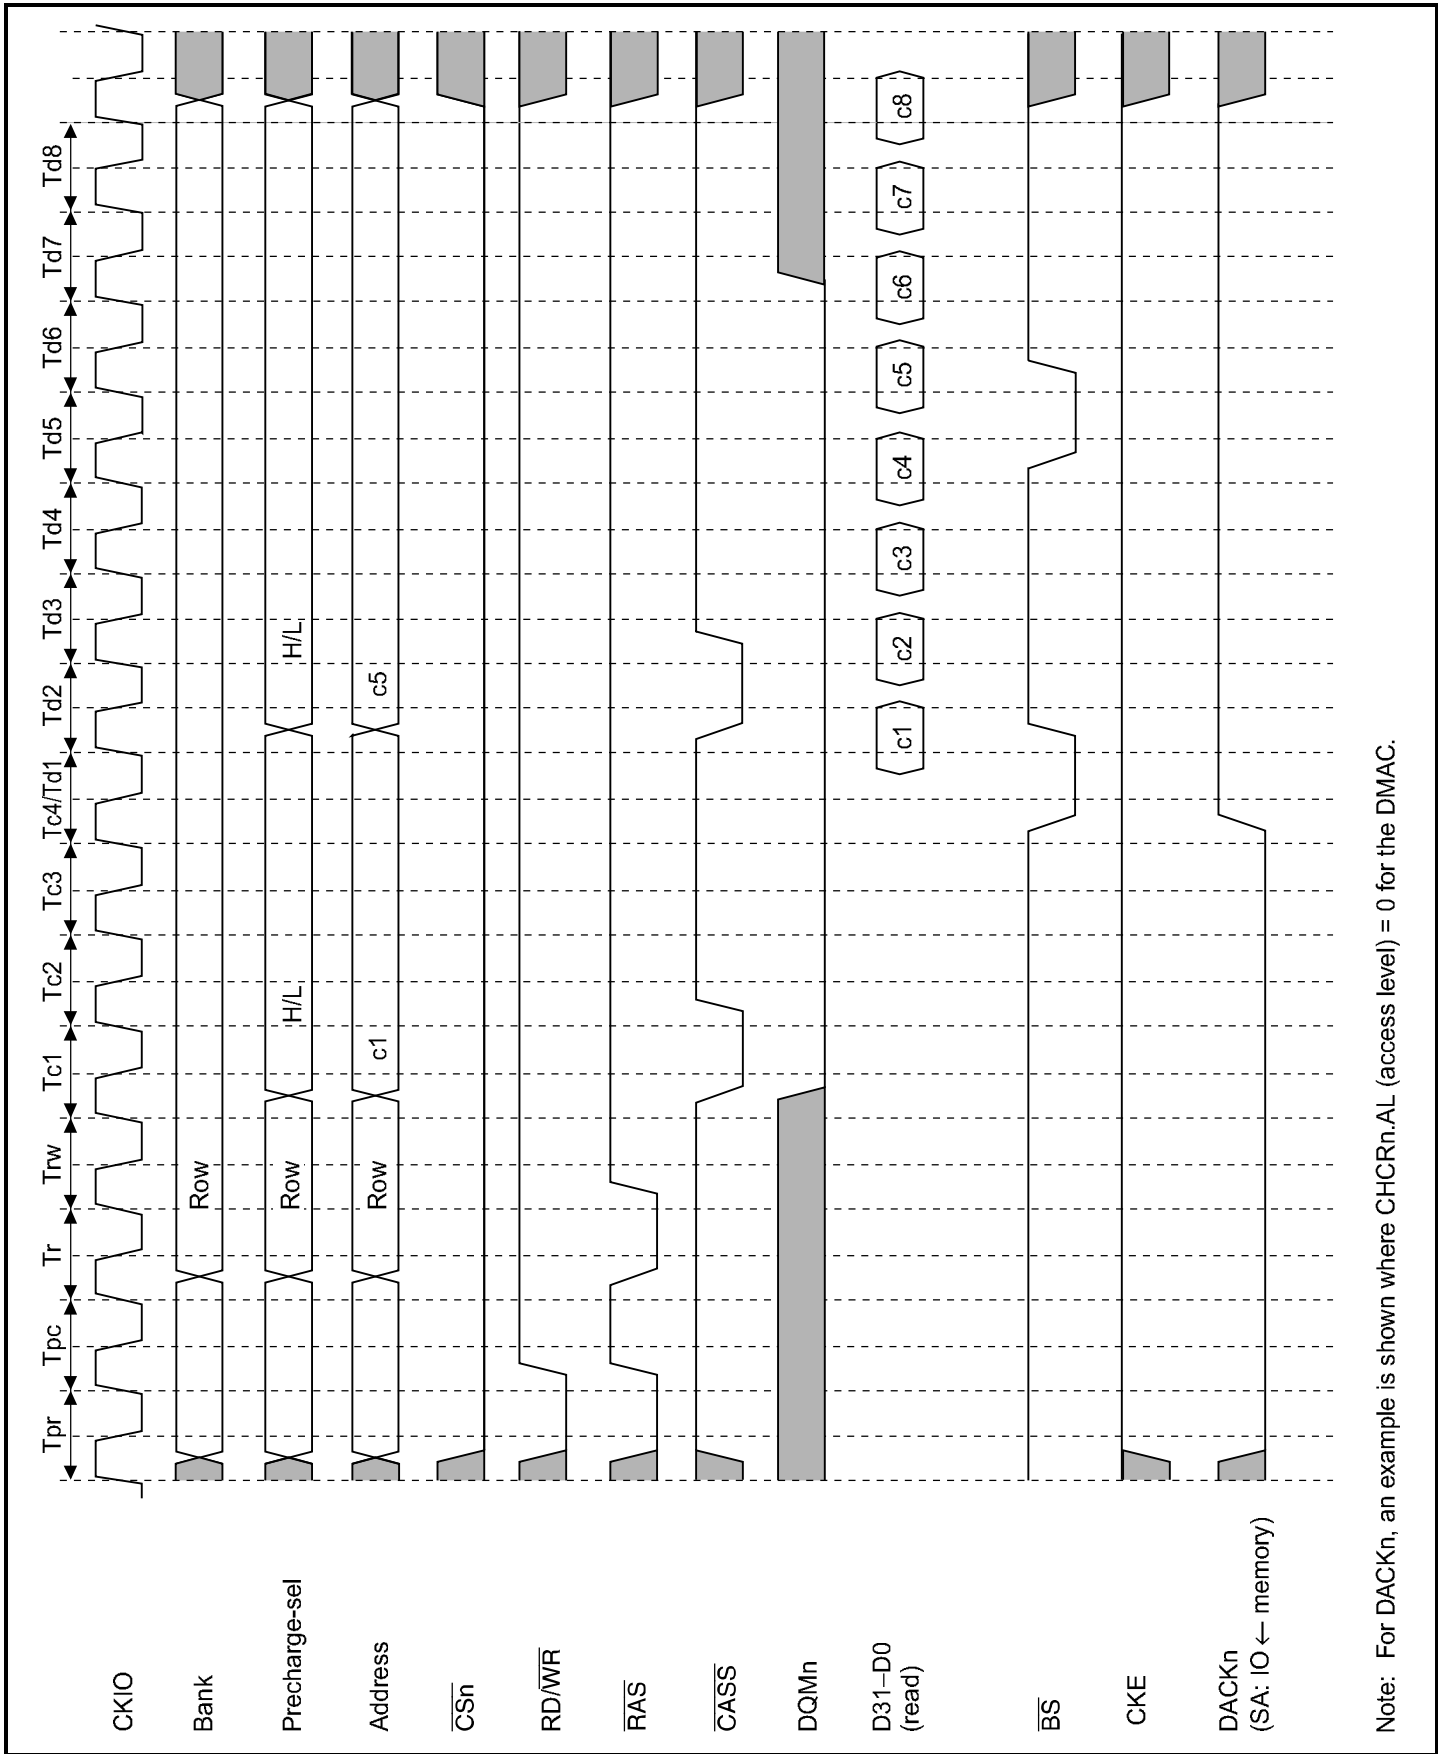 Tpr Tpc Tr Trw Tc1 Tc2 Tc3 Tc4/Td1 Td2 Td3 Td4 Td5 Td6 Td7 Td8
CKIO
Bank Row
Precharge-sel Row H/L H/L
Address Row c1 c5
CSn
RD/WR
RAS
CASS
DQMn
D31–D0 c1 c2 c3 c4 c5 c6 c7 c8
(read)
BS
CKE
DACKn
(SA: IO ← memory)
Note: For DACKn, an example is shown where CHCRn.AL (access level) = 0 for the DMAC.